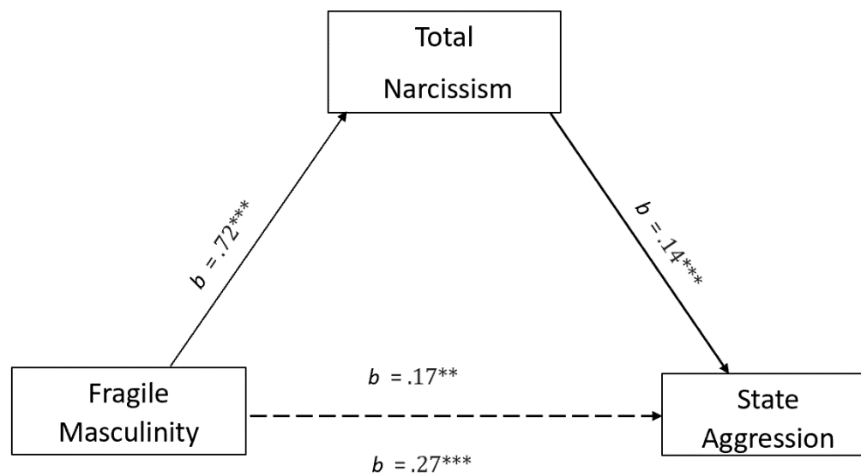 Total
Narcissism
b = .72***
b = .14***
Fragile
Masculinity
b = .17**
b = .27***
State
Aggression